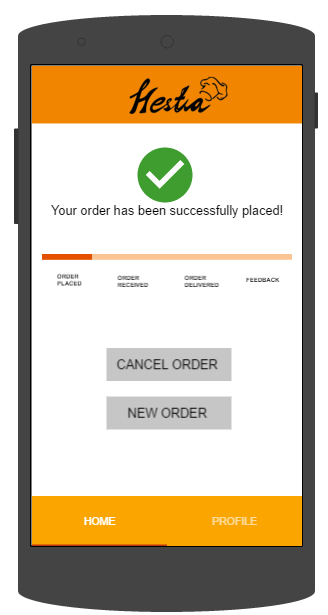 Hestia
Your order has been successfully placed!
ORDER PLACED
ORDER RECEIVED
ORDER DELIVERED
FEEDBACK
CANCEL ORDER
NEW ORDER
HOME PROFILE